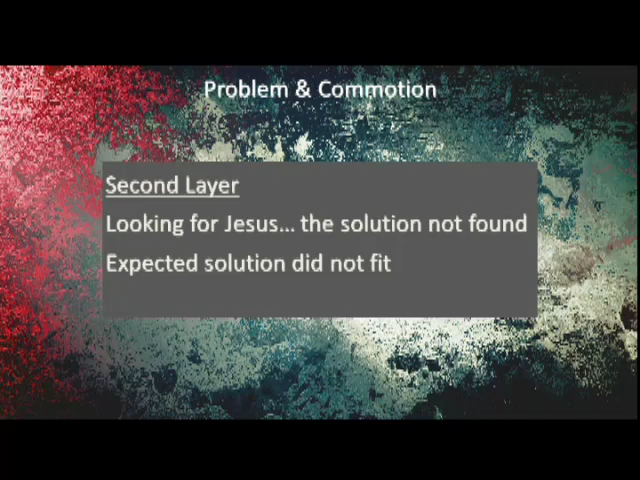 Problem & Commotion
Second Layer
Looking for Jesus... the solution not found
Expected solution did not fit